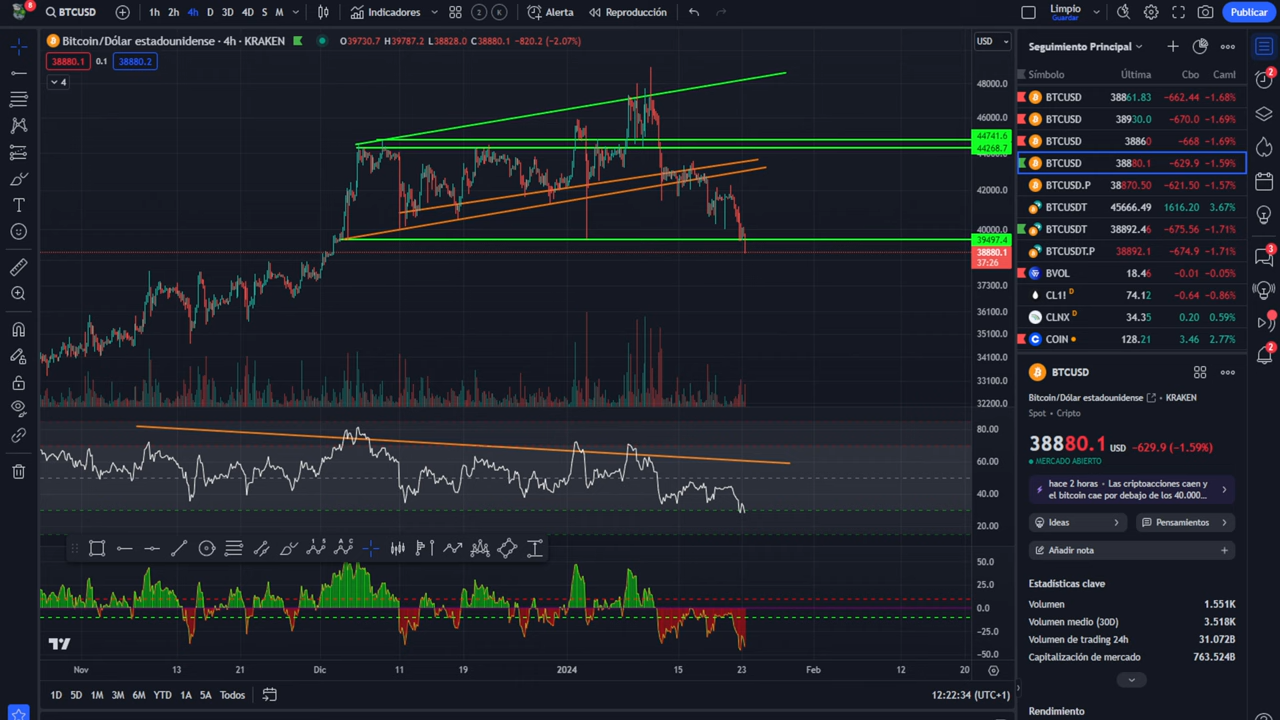 8
BTCUSD
1h 2h 4h D 3D 4D S M
Indicadores
2 K
Alerta
Reproducción
Limpio
Guardar
Publicar
Bitcoin/Dólar estadounidense · 4h · KRAKEN
O39730.7 H39787.2 L38828.0 C38880.1 -820.2 (-2.07%)
USD
38880.1 0.1 38880.2
4
48000.0
46000.0
44741.6
44268.7
42000.0
40000.0
39497.4
38880.1
37:26
37300.0
36100.0
35100.0
34100.0
33100.0
32200.0
80.00
60.00
40.00
20.00
50.0
25.0
0.0
-25.0
-50.0
Nov 13 21 Dic 11 19 2024 15 23 Feb 12 20
1D 5D 1M 3M 6M YTD 1A 5A Todos
12:22:34 (UTC+1)
Seguimiento Principal
Símbolo Última Cbo Caml
BTCUSD 38861.83 -662.44 -1.68%
BTCUSD 38930.0 -670.0 -1.69%
BTCUSD 38860 -668 -1.69%
BTCUSD 38880.1 -629.9 -1.59%
BTCUSD.P 38870.50 -621.50 -1.57%
BTCUSDT 45666.49 1616.20 3.67%
BTCUSDT 38892.46 -675.56 -1.71%
BTCUSDT.P 38892.1 -674.9 -1.71%
BVOL 18.46 -0.01 -0.05%
CL1! D 74.12 -0.64 -0.86%
CLNX D 34.35 0.20 0.59%
COIN 128.21 3.46 2.77%
BTCUSD
Bitcoin/Dólar estadounidense KRAKEN
Spot · Cripto
38880.1 USD -629.9 (-1.59%)
MERCADO ABIERTO
hace 2 horas · Las criptoacciones caen y
el bitcoin cae por debajo de los 40.000...
Ideas
Pensamientos
Añadir nota
Estadísticas clave
Volumen 1.551K
Volumen medio (30D) 3.518K
Volumen de trading 24h 31.072B
Capitalización de mercado 763.524B
Rendimiento
2
3
2